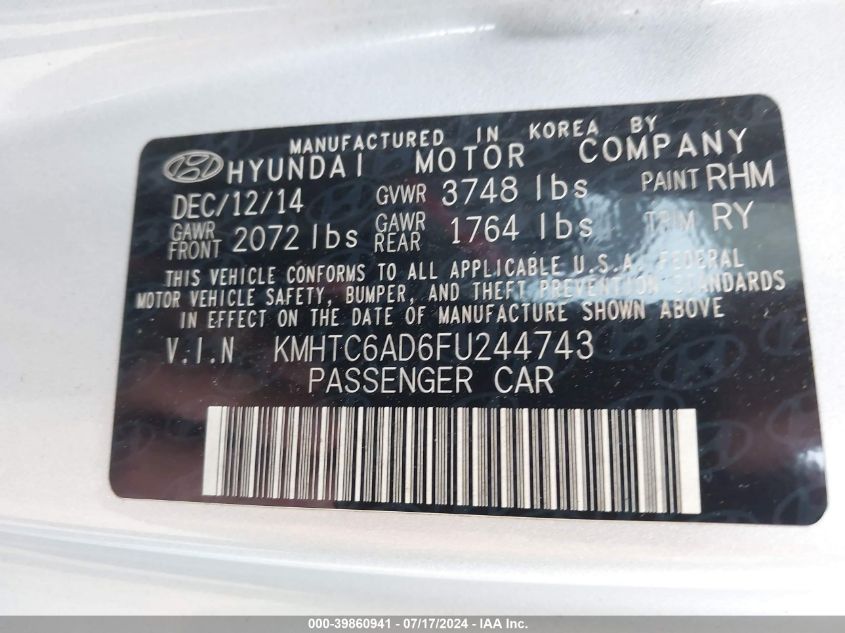 MANUFACTURED IN KOREA BY
HYUNDAI MOTOR COMPANY
DEC/12/14 GVWR 3748 lbs PAINT RHM
GAWR FRONT 2072 lbs GAWR REAR 1764 lbs TRIM RY
THIS VEHICLE CONFORMS TO ALL APPLICABLE U.S.A. FEDERAL
MOTOR VEHICLE SAFETY, BUMPER, AND THEFT PREVENTION STANDARDS
IN EFFECT ON THE DATE OF MANUFACTURE SHOWN ABOVE
V.I.N KMHTC6AD6FU244743
PASSENGER CAR
000-39860941 - 07/17/2024 - IAA Inc.